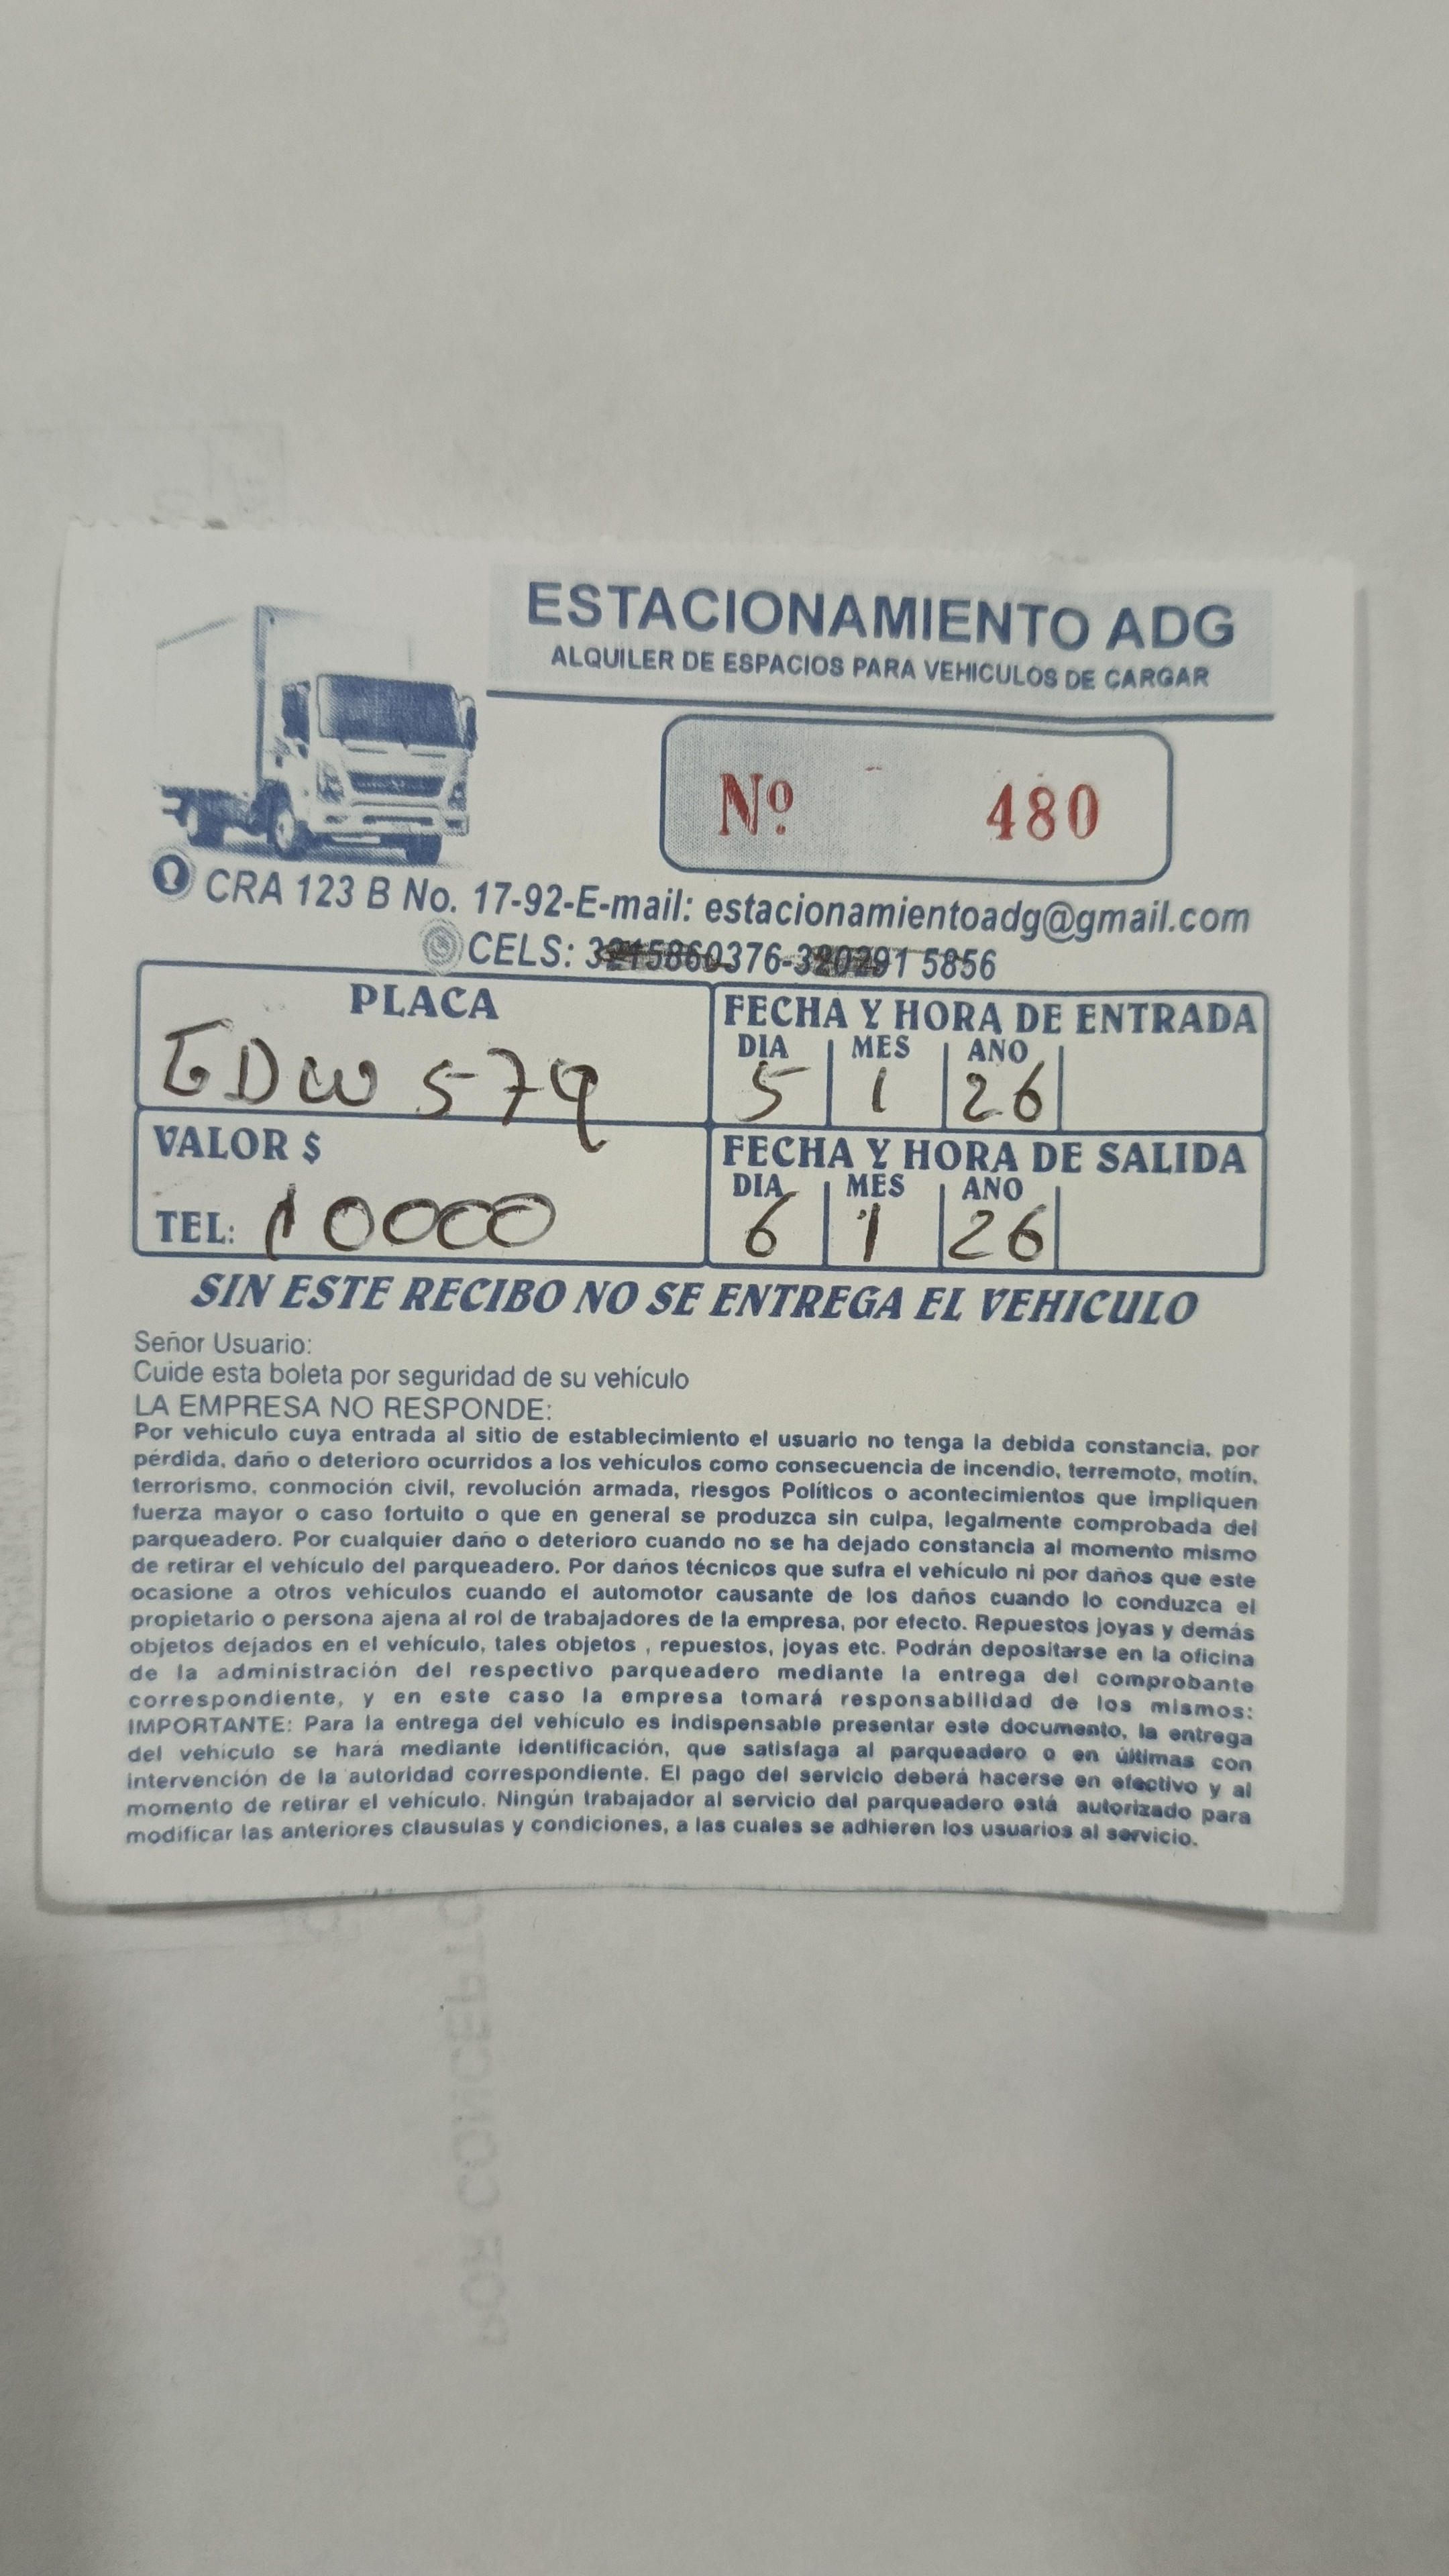 ESTACIONAMIENTO ADG
ALQUILER DE ESPACIOS PARA VEHICULOS DE CARGAR
Nº 480
CRA 123 B No. 17-92-E-mail: estacionamientoadg@gmail.com
CELS: 3215860376-320291 5856
PLACA
FECHA Y HORA DE ENTRADA
DIA MES ANO
DW 579
5 1 26
VALOR $
FECHA Y HORA DE SALIDA
DIA MES ANO
TEL: 10000
6 1 26
SIN ESTE RECIBO NO SE ENTREGA EL VEHICULO
Señor Usuario:
Cuide esta boleta por seguridad de su vehículo
LA EMPRESA NO RESPONDE:
Por vehículo cuya entrada al sitio de establecimiento el usuario no tenga la debida constancia, por
pérdida, daño o deterioro ocurridos a los vehículos como consecuencia de incendio, terremoto, motín,
terrorismo, conmoción civil, revolución armada, riesgos Políticos o acontecimientos que impliquen
fuerza mayor o caso fortuito o que en general se produzca sin culpa, legalmente comprobada del
parqueadero. Por cualquier daño o deterioro cuando no se ha dejado constancia al momento mismo
de retirar el vehículo del parqueadero. Por daños técnicos que sufra el vehículo ni por daños que este
ocasione a otros vehículos cuando el automotor causante de los daños cuando lo conduzca el
propietario o persona ajena al rol de trabajadores de la empresa, por efecto. Repuestos joyas y demás
objetos dejados en el vehículo, tales objetos , repuestos, joyas etc. Podrán depositarse en la oficina
de la administración del respectivo parqueadero mediante la entrega del comprobante
correspondiente, y en este caso la empresa tomará responsabilidad de los mismos:
IMPORTANTE: Para la entrega del vehículo es indispensable presentar este documento, la entrega
del vehículo se hará mediante identificación, que satisfaga al parqueadero o en últimas con
intervención de la autoridad correspondiente. El pago del servicio deberá hacerse en efectivo y al
momento de retirar el vehículo. Ningún trabajador al servicio del parqueadero está autorizado para
modificar las anteriores clausulas y condiciones, a las cuales se adhieren los usuarios al servicio.
POR CONCEPTO